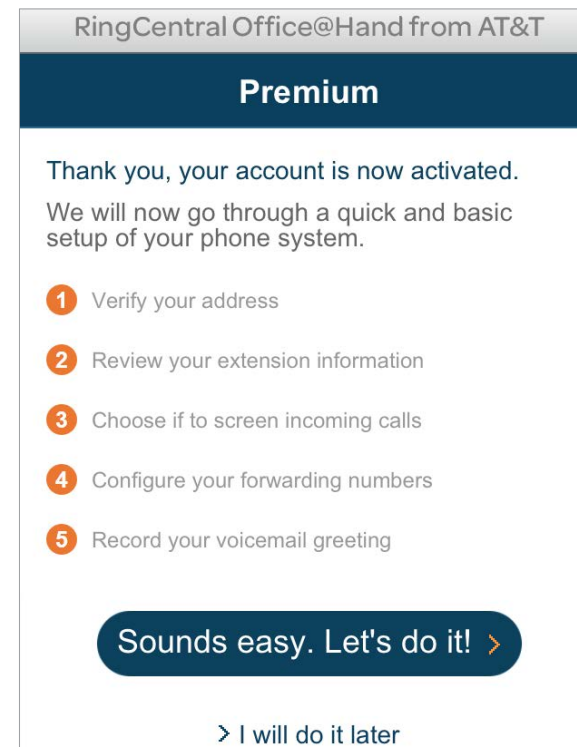 RingCentral Office@Hand from AT&T
Premium
Thank you, your account is now activated.
We will now go through a quick and basic
setup of your phone system.
1 Verify your address
2 Review your extension information
3 Choose if to screen incoming calls
4 Configure your forwarding numbers
5 Record your voicemail greeting
Sounds easy. Let's do it! >
> I will do it later